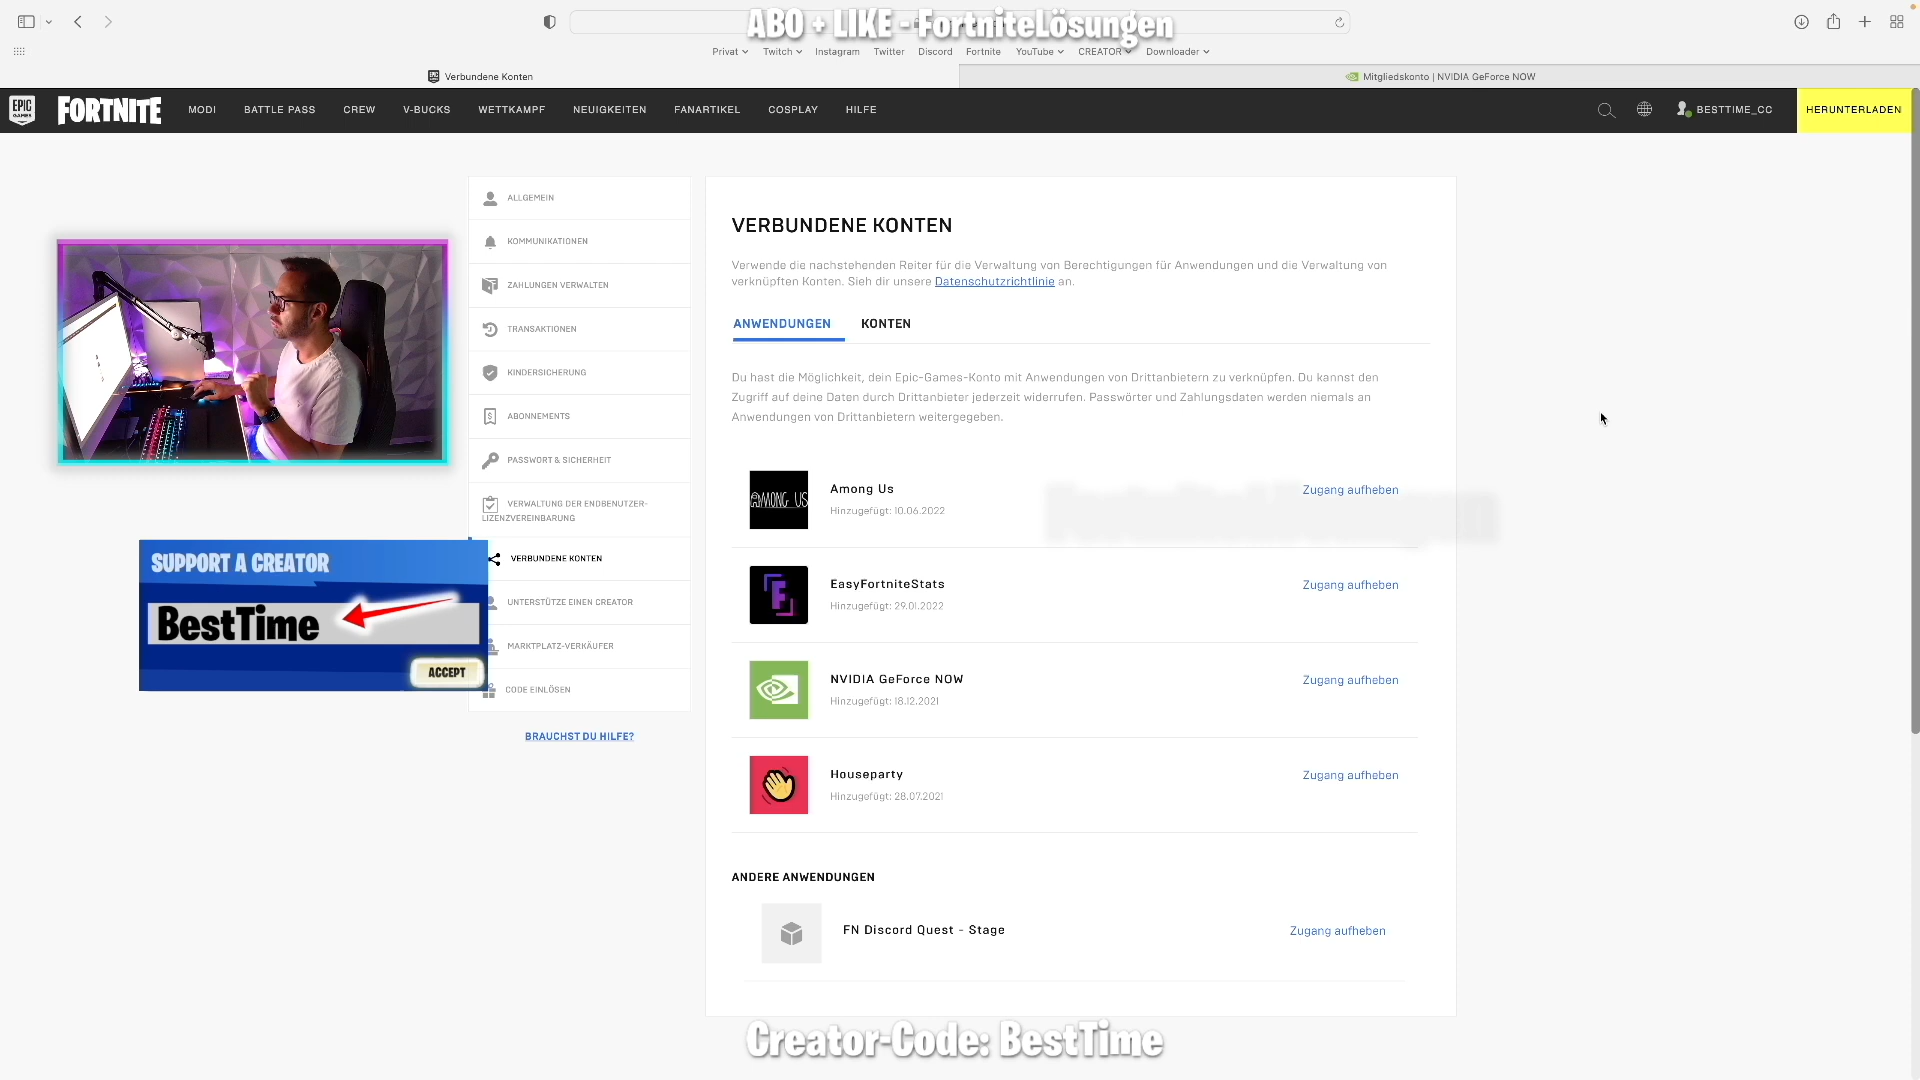 ABO + LIKE - FortniteLösungen
Privat Twitch Instagram Twitter Discord Fortnite YouTube CREATOR Downloader
Verbundene Konten
Mitgliedskonto | NVIDIA GeForce NOW
EPIC GAMES
FORTNITE MODI BATTLE PASS CREW V-BUCKS WETTKAMPF NEUIGKEITEN FANARTIKEL COSPLAY HILFE BESTTIME_CC HERUNTERLADEN
ALLGEMEIN
KOMMUNIKATIONEN
ZAHLUNGEN VERWALTEN
TRANSAKTIONEN
KINDERSICHERUNG
ABONNEMENTS
PASSWORT & SICHERHEIT
VERWALTUNG DER ENDBENUTZER-
LIZENZVEREINBARUNG
VERBUNDENE KONTEN
UNTERSTÜTZE EINEN CREATOR
MARKTPLATZ-VERKÄUFER
CODE EINLÖSEN
BRAUCHST DU HILFE?
SUPPORT A CREATOR
BestTime
ACCEPT
VERBUNDENE KONTEN
Verwende die nachstehenden Reiter für die Verwaltung von Berechtigungen für Anwendungen und die Verwaltung von
verknüpften Konten. Sieh dir unsere Datenschutzrichtlinie an.
ANWENDUNGEN KONTEN
Du hast die Möglichkeit, dein Epic-Games-Konto mit Anwendungen von Drittanbietern zu verknüpfen. Du kannst den
Zugriff auf deine Daten durch Drittanbieter jederzeit widerrufen. Passwörter und Zahlungsdaten werden niemals an
Anwendungen von Drittanbietern weitergegeben.
AMONG US
Among Us
Hinzugefügt: 10.06.2022
Zugang aufheben
EasyFortniteStats
Hinzugefügt: 29.01.2022
Zugang aufheben
NVIDIA GeForce NOW
Hinzugefügt: 18.12.2021
Zugang aufheben
Houseparty
Hinzugefügt: 28.07.2021
Zugang aufheben
ANDERE ANWENDUNGEN
FN Discord Quest - Stage
Zugang aufheben
Creator-Code: BestTime